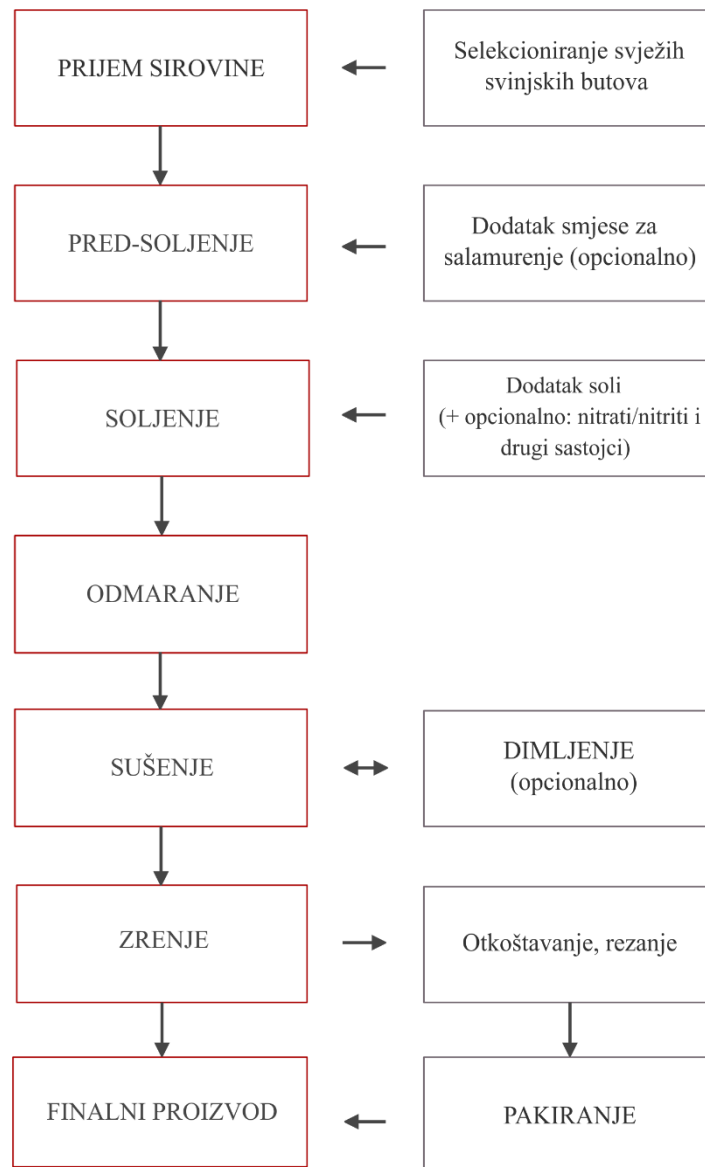 PRIJEM SIROVINE
Selekcioniranje svježih
svinjskih butova
PRED-SOLJENJE
Dodatak smjese za
salamurenje (opcionalno)
SOLJENJE
Dodatak soli
(+ opcionalno: nitrati/nitriti i
drugi sastojci)
ODMARANJE
SUŠENJE
DIMLJENJE
(opcionalno)
ZRENJE
Otkoštavanje, rezanje
FINALNI PROIZVOD
PAKIRANJE